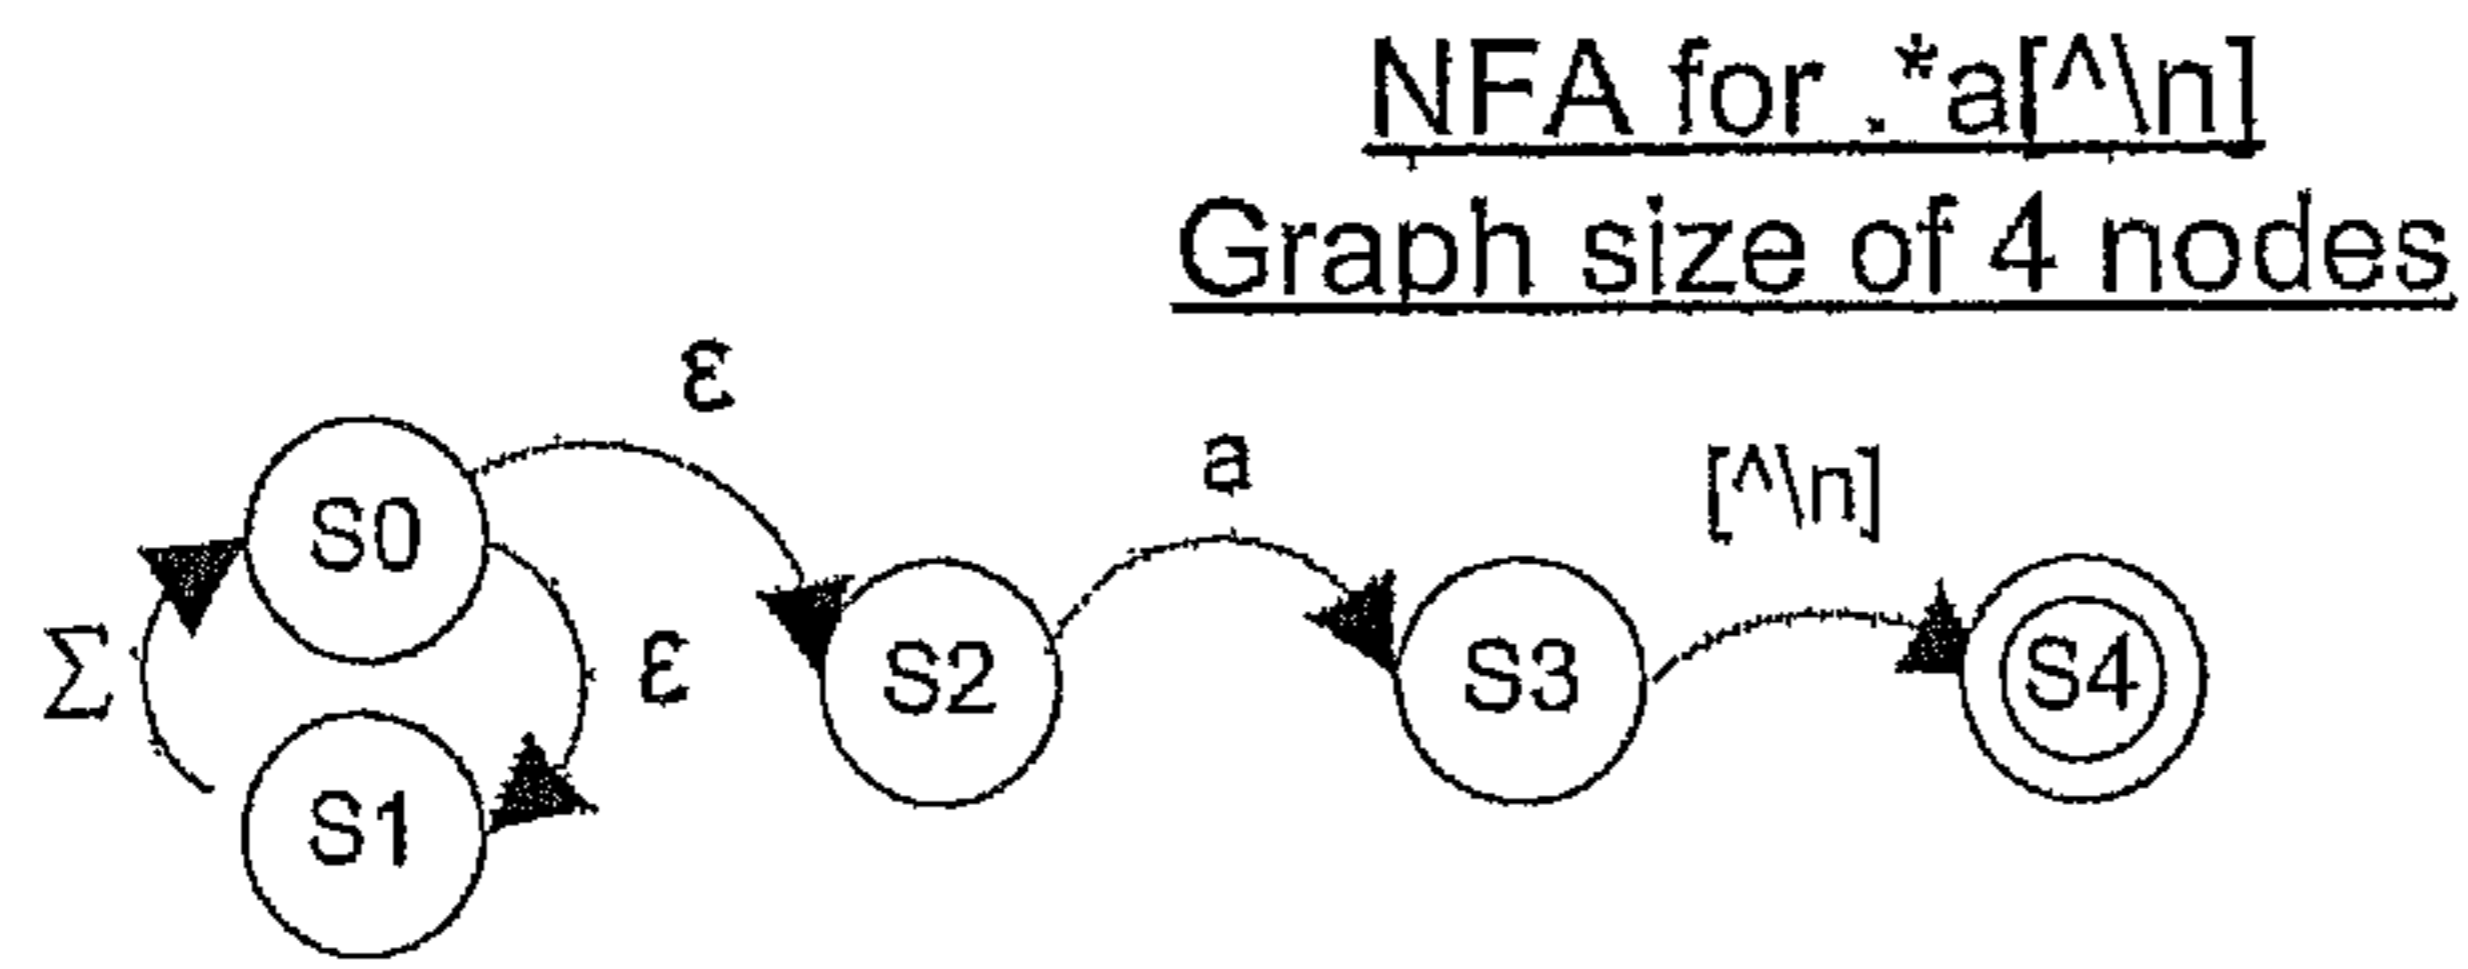 NFA for .*a[^\n]
Graph size of 4 nodes
ε
a
[^\n]
S0
Σ
ε
S2
S3
S4
S1